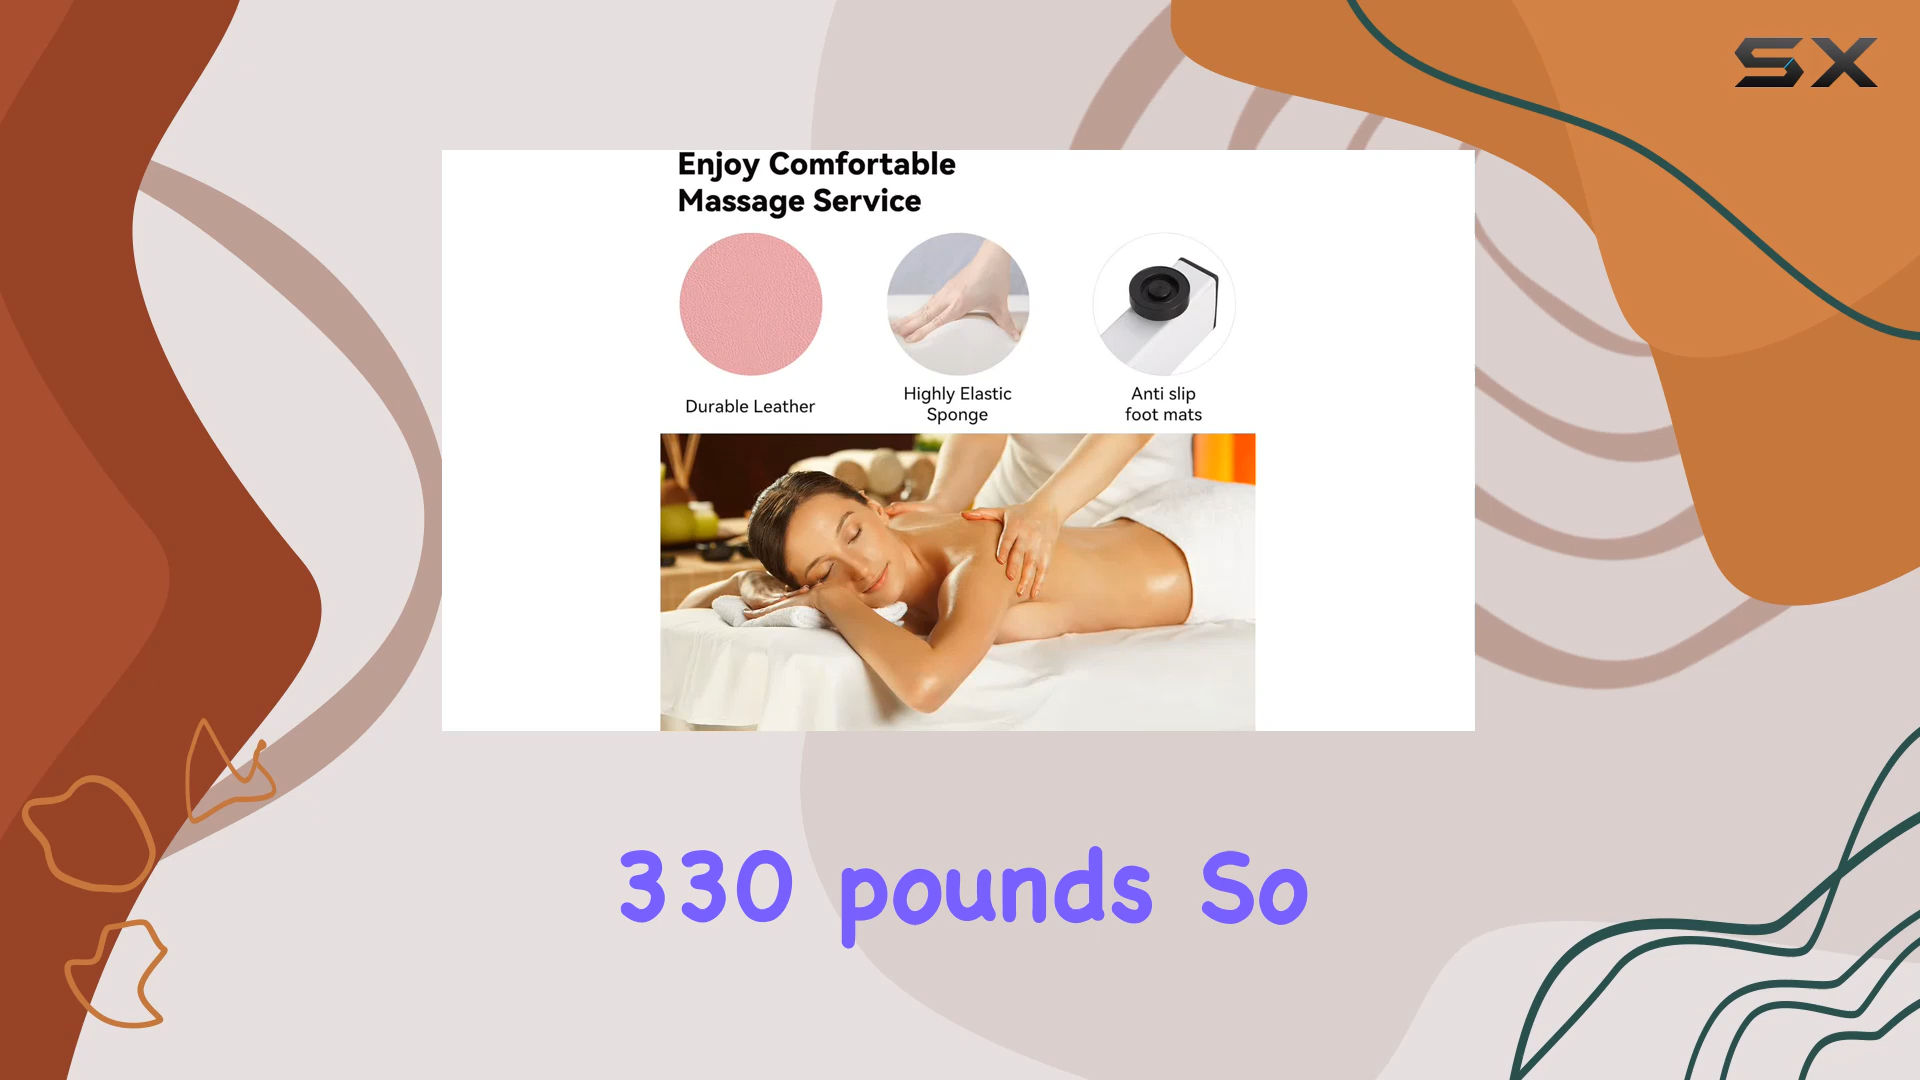 SX
Enjoy Comfortable
Massage Service
Durable Leather
Highly Elastic
Sponge
Anti slip
foot mats
330 pounds So